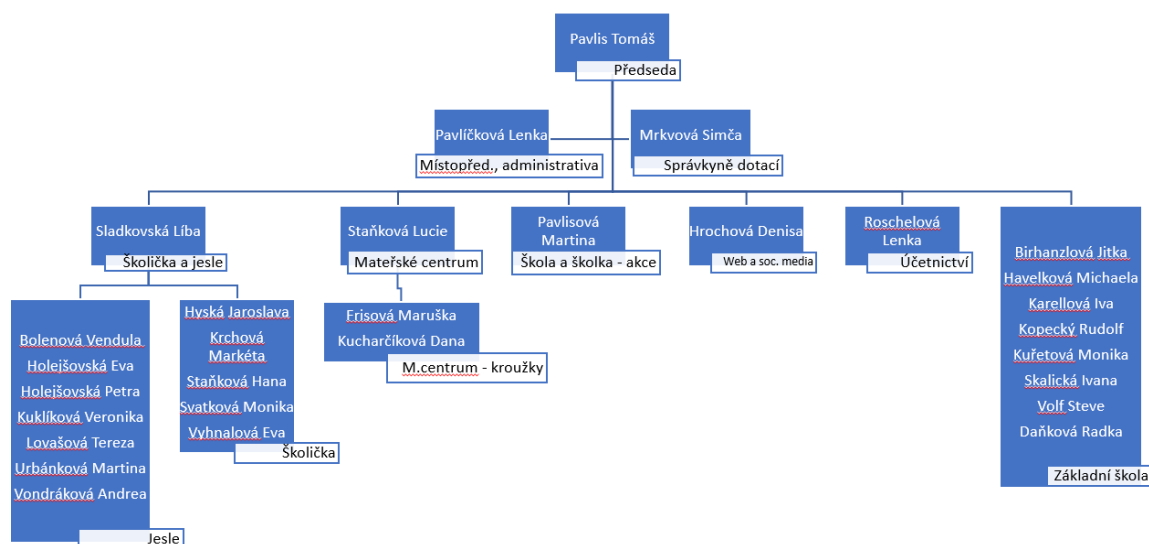 Pavlis Tomáš
Předseda
Pavlíčková Lenka
Místopřed., administrativa
Mrkvová Simča
Správkyně dotací
Sladkovská Líba
Školička a jesle
Staňková Lucie
Mateřské centrum
Pavlisová
Martina
Škola a školka - akce
Hrochová Denisa
Web a soc. media
Roschelová
Lenka
Účetnictví
Bolenová Vendula
Holejšovská Eva
Holejšovská Petra
Kuklíková Veronika
Lovašová Tereza
Urbánková Martina
Vondráková Andrea
Jesle
Hyská Jaroslava
Krchová
Markéta
Staňková Hana
Svatková Monika
Vyhnalová Eva
Školička
Frisová Maruška
Kucharčíková Dana
M.centrum - kroužky
Birhanzlová Jitka
Havelková Michaela
Karellová Iva
Kopecký Rudolf
Kuřetová Monika
Skalická Ivana
Volf Steve
Daňková Radka
Základní škola